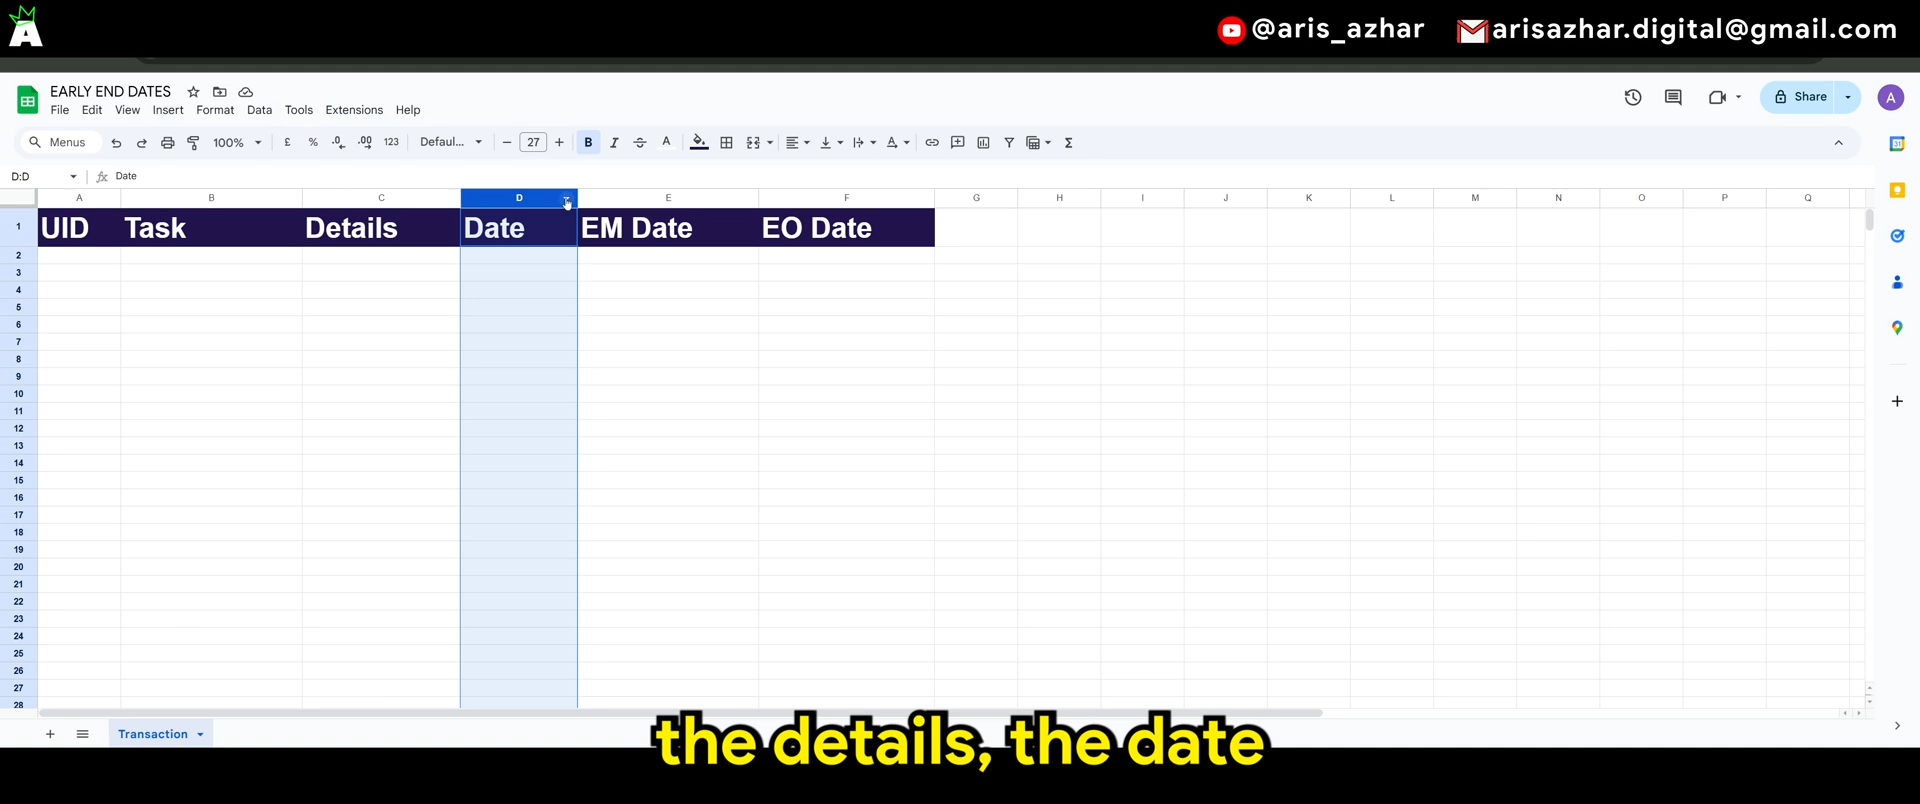 A
@aris_azhar arisazhar.digital@gmail.com
EARLY END DATES
File Edit View Insert Format Data Tools Extensions Help
Share
A
Menus
100%
£ % .0 .00 123
Defaul...
27
B I A
31
D:D
fx Date
A B C D E F G H I J K L M N O P Q
1 UID Task Details Date EM Date EO Date
2
3
4
5
6
7
8
9
10
11
12
13
14
15
16
17
18
19
20
21
22
23
24
25
26
27
28
Transaction
the details, the date